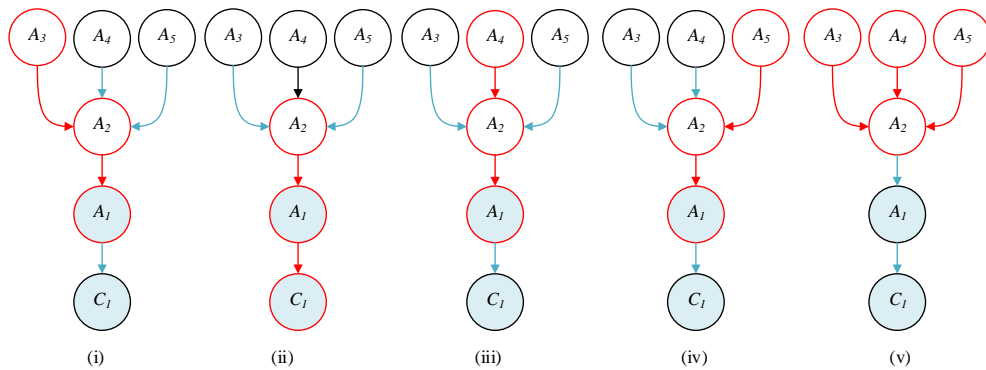 A3 A4 A5 A3 A4 A5 A3 A4 A5 A3 A4 A5 A3 A4 A5
A2 A2 A2 A2 A2
A1 A1 A1 A1 A1
C1 C1 C1 C1 C1
(i) (ii) (iii) (iv) (v)